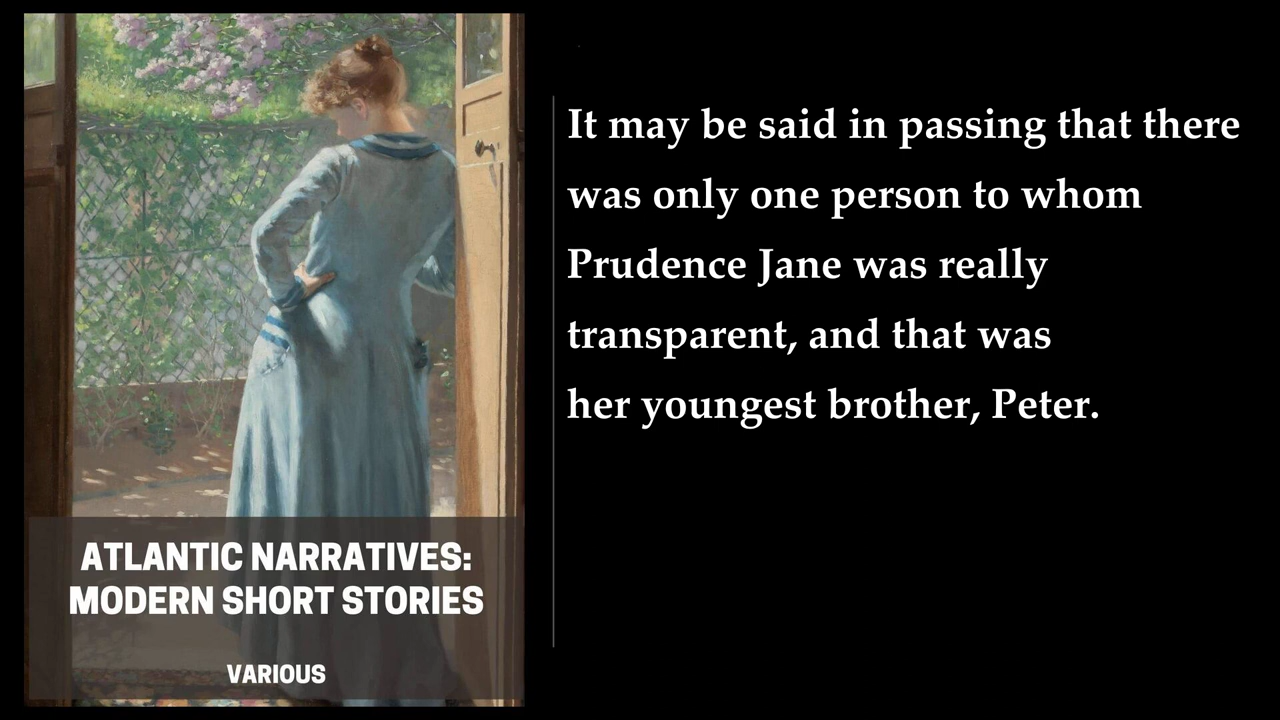 It may be said in passing that there
was only one person to whom
Prudence Jane was really
transparent, and that was
her youngest brother, Peter.
ATLANTIC NARRATIVES:
MODERN SHORT STORIES
VARIOUS